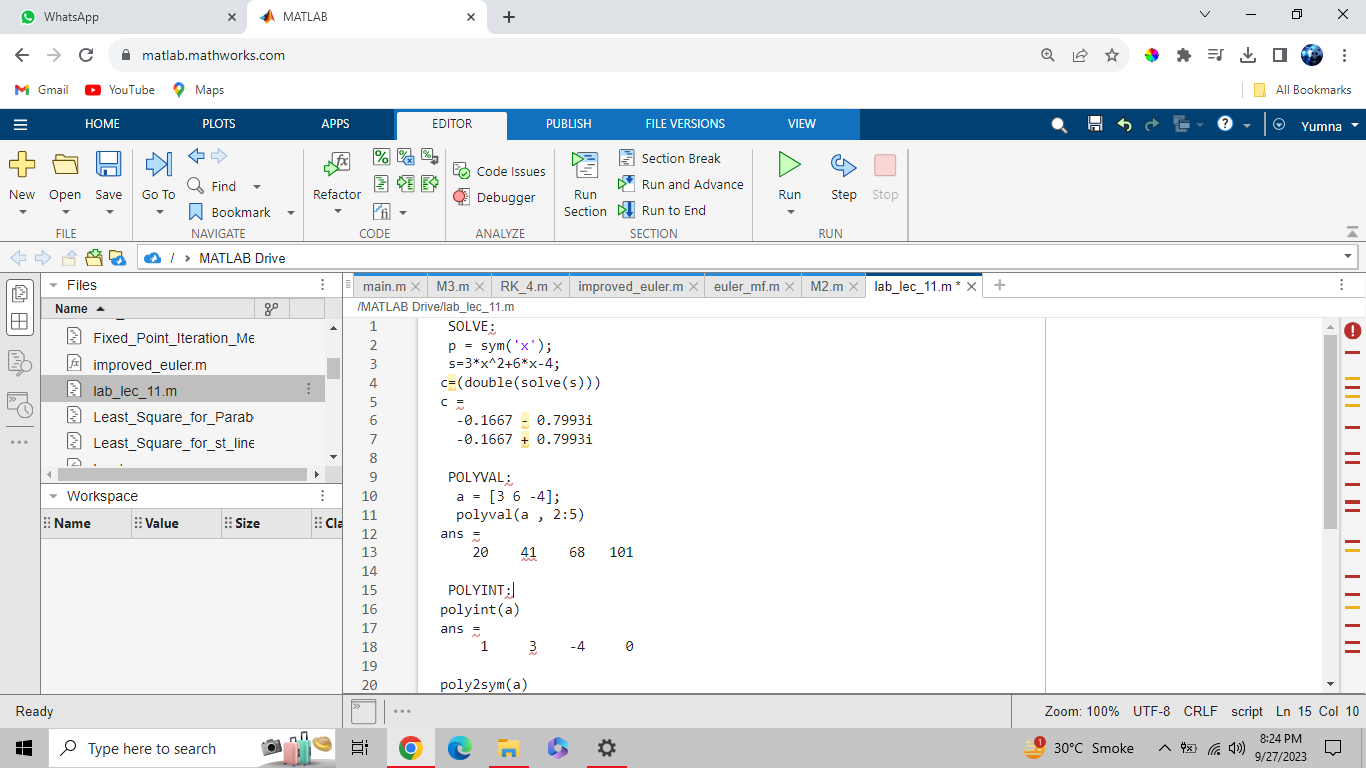 WhatsApp
MATLAB
matlab.mathworks.com
Gmail YouTube Maps All Bookmarks
HOME PLOTS APPS EDITOR PUBLISH FILE VERSIONS VIEW Yumna
New Open Save
FILE
Go To
Find
Bookmark
NAVIGATE
Refactor
CODE
Code Issues
Debugger
ANALYZE
Run Section
Section Break
Run and Advance
Run to End
SECTION
Run Step Stop
RUN
/ › MATLAB Drive
Files
Name
Fixed_Point_Iteration_Me
improved_euler.m
lab_lec_11.m
Least_Square_for_Parab
Least_Square_for_st_line
Workspace
Name Value Size Cla
main.m M3.m RK_4.m improved_euler.m euler_mf.m M2.m lab_lec_11.m *
/MATLAB Drive/lab_lec_11.m
1 SOLVE:
2 p = sym('x');
3 s=3*x^2+6*x-4;
4 c=(double(solve(s)))
5 c =
6 -0.1667 - 0.7993i
7 -0.1667 + 0.7993i
8
9 POLYVAL:
10 a = [3 6 -4];
11 polyval(a , 2:5)
12 ans =
13 20 41 68 101
14
15 POLYINT:
16 polyint(a)
17 ans =
18 1 3 -4 0
19
20 poly2sym(a)
Ready
Zoom: 100% UTF-8 CRLF script Ln 15 Col 10
Type here to search
1
30°C Smoke
8:24 PM
9/27/2023